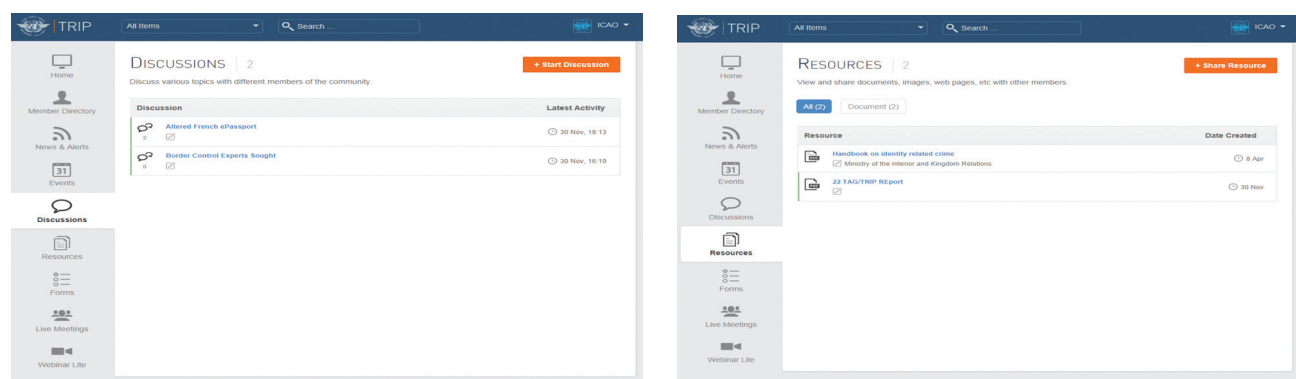 TRIP
All Items
Search ...
ICAO
Home
Member Directory
News & Alerts
31
Events
Discussions
Resources
Forms
Live Meetings
Webinar Lite
DISCUSSIONS 2
+ Start Discussion
Discuss various topics with different members of the community.
Discussion Latest Activity
Altered French ePassport
2
30 Nov, 18:13
Border Control Experts Sought
0
30 Nov, 16:19
TRIP
All Items
Search ...
ICAO
Home
Member Directory
News & Alerts
31
Events
Discussions
Resources
Forms
Live Meetings
Webinar Lite
RESOURCES 2
+ Share Resource
View and share documents, images, web pages, etc with other members.
All (2) Document (2)
Resource Date Created
Handbook on identity related crime
Ministry of the Interior and Kingdom Relations
8 Apr
22 TAG/TRIP REport
30 Nov